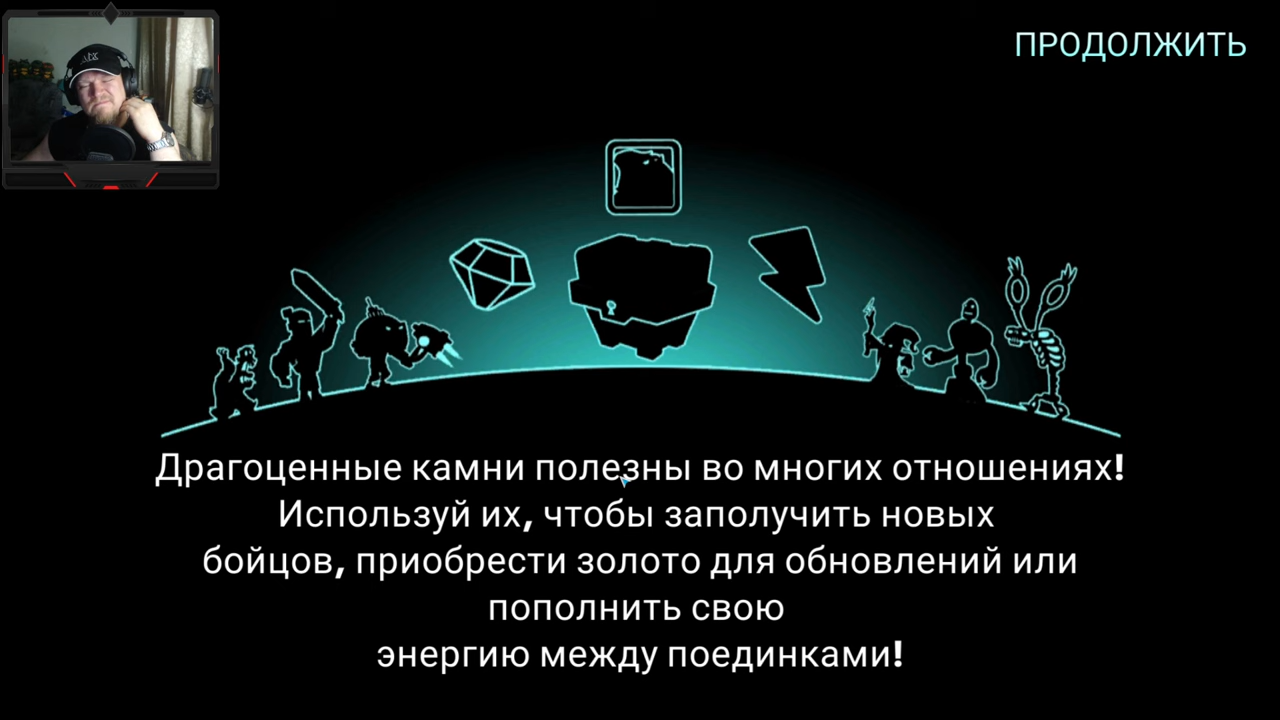 ПРОДОЛЖИТЬ
Драгоценные камни полезны во многих отношениях!
Используй их, чтобы заполучить новых
бойцов, приобрести золото для обновлений или
пополнить свою
энергию между поединками!